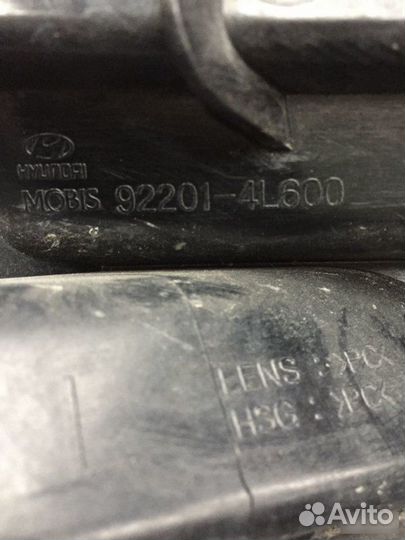 HYUNDAI
MOBIS 92201-4L600
LENS : >PC<
HSG : >PC<
Avito